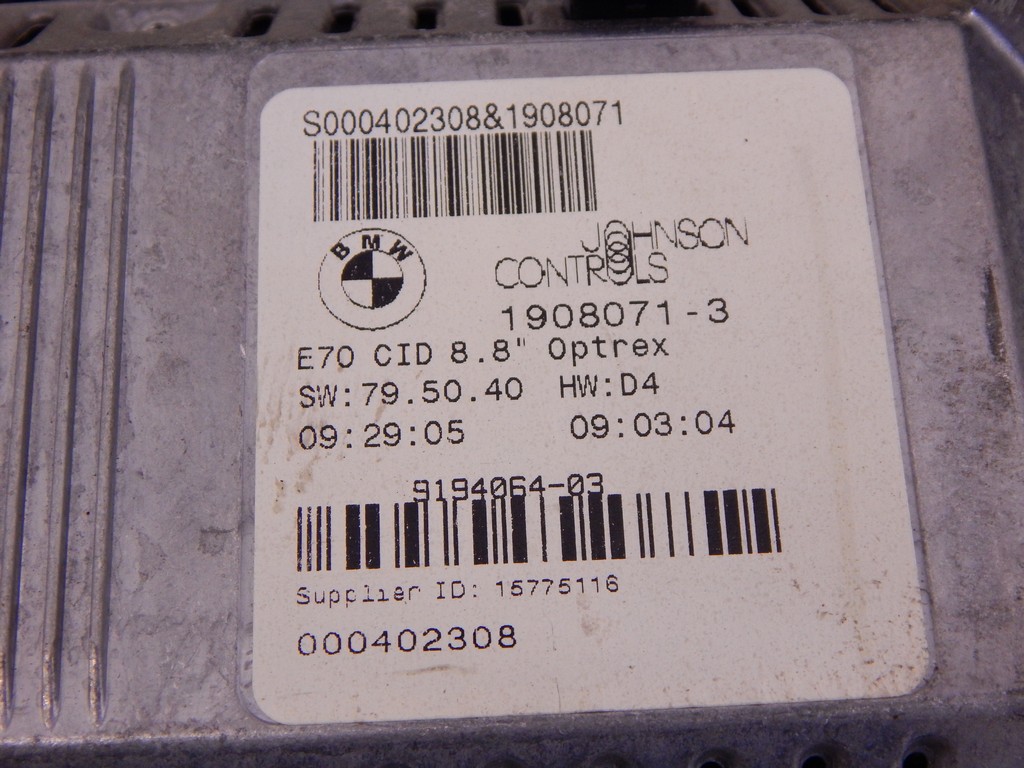 S000402308&1908071
BMW
JOHNSON
CONTROLS
1908071-3
E70 CID 8.8" Optrex
SW:79.50.40 HW:D4
09:29:05 09:03:04
9194064-03
Supplier ID: 15775116
000402308